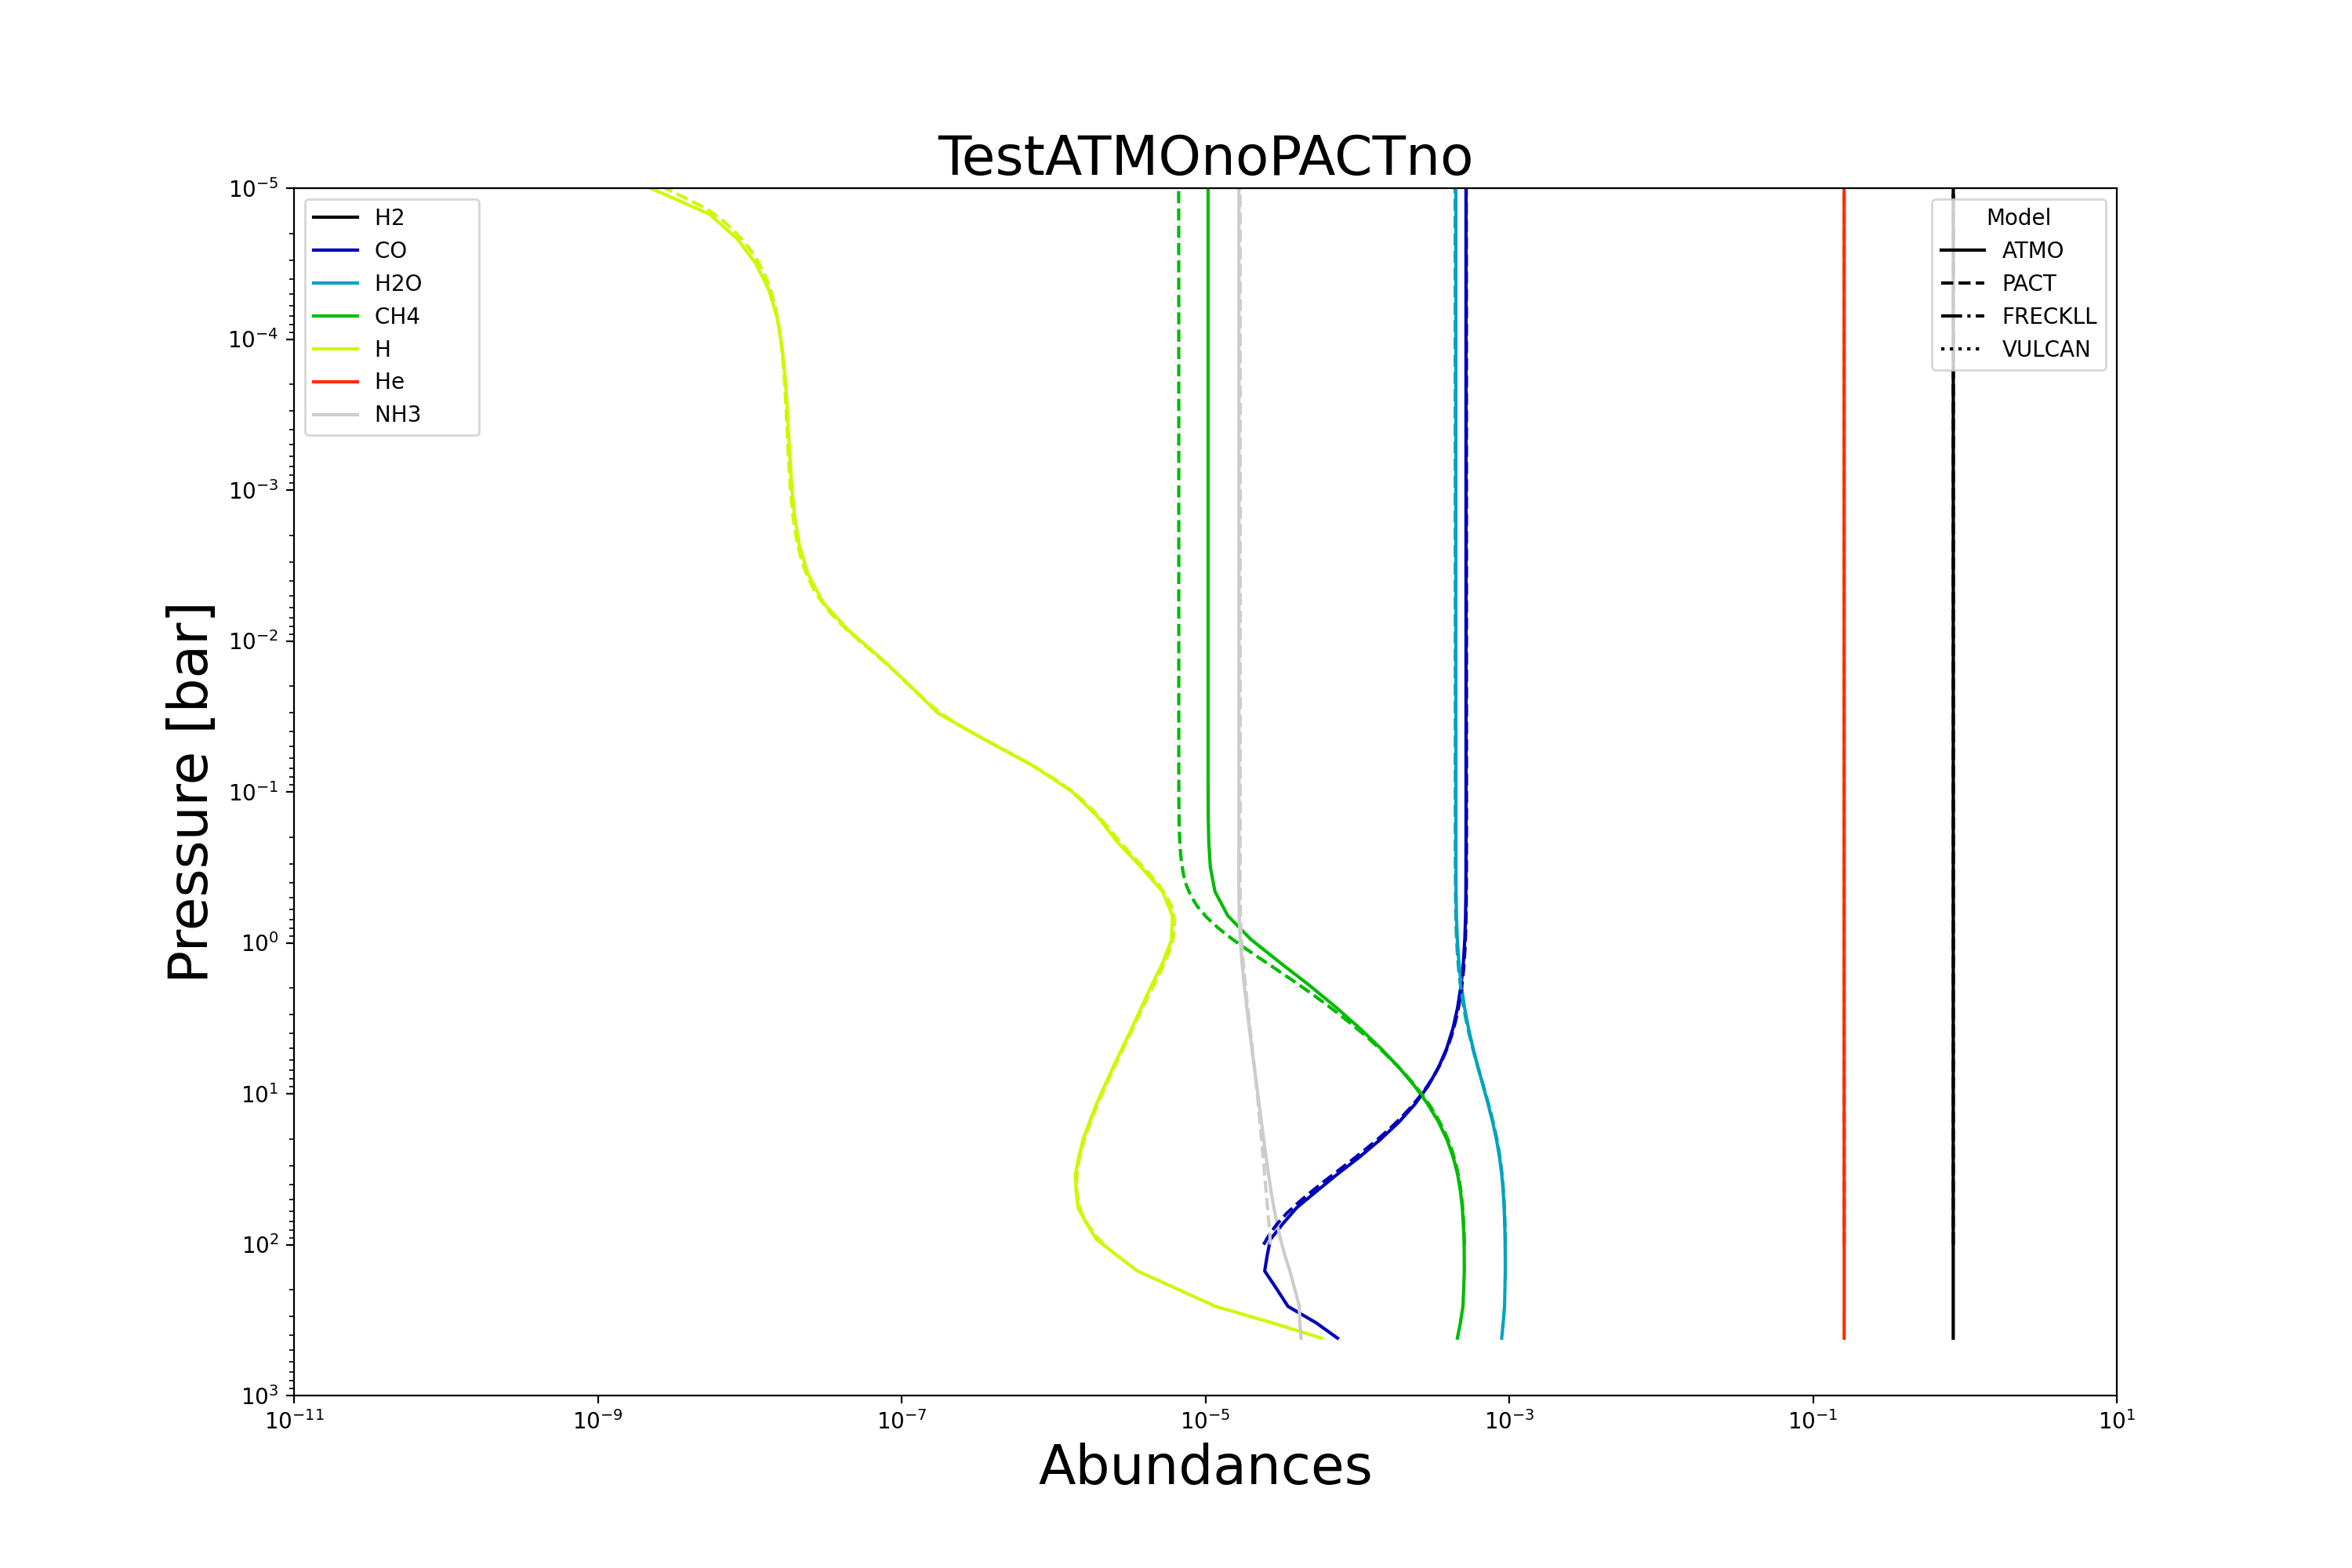 TestATMOnoPACTno
H2
CO
H2O
CH4
H
He
NH3
Model
ATMO
PACT
FRECKLL
VULCAN
Pressure [bar]
10⁻⁵
10⁻⁴
10⁻³
10⁻²
10⁻¹
10⁰
10¹
10²
10³
10⁻¹¹
10⁻⁹
10⁻⁷
10⁻⁵
10⁻³
10⁻¹
10¹
Abundances